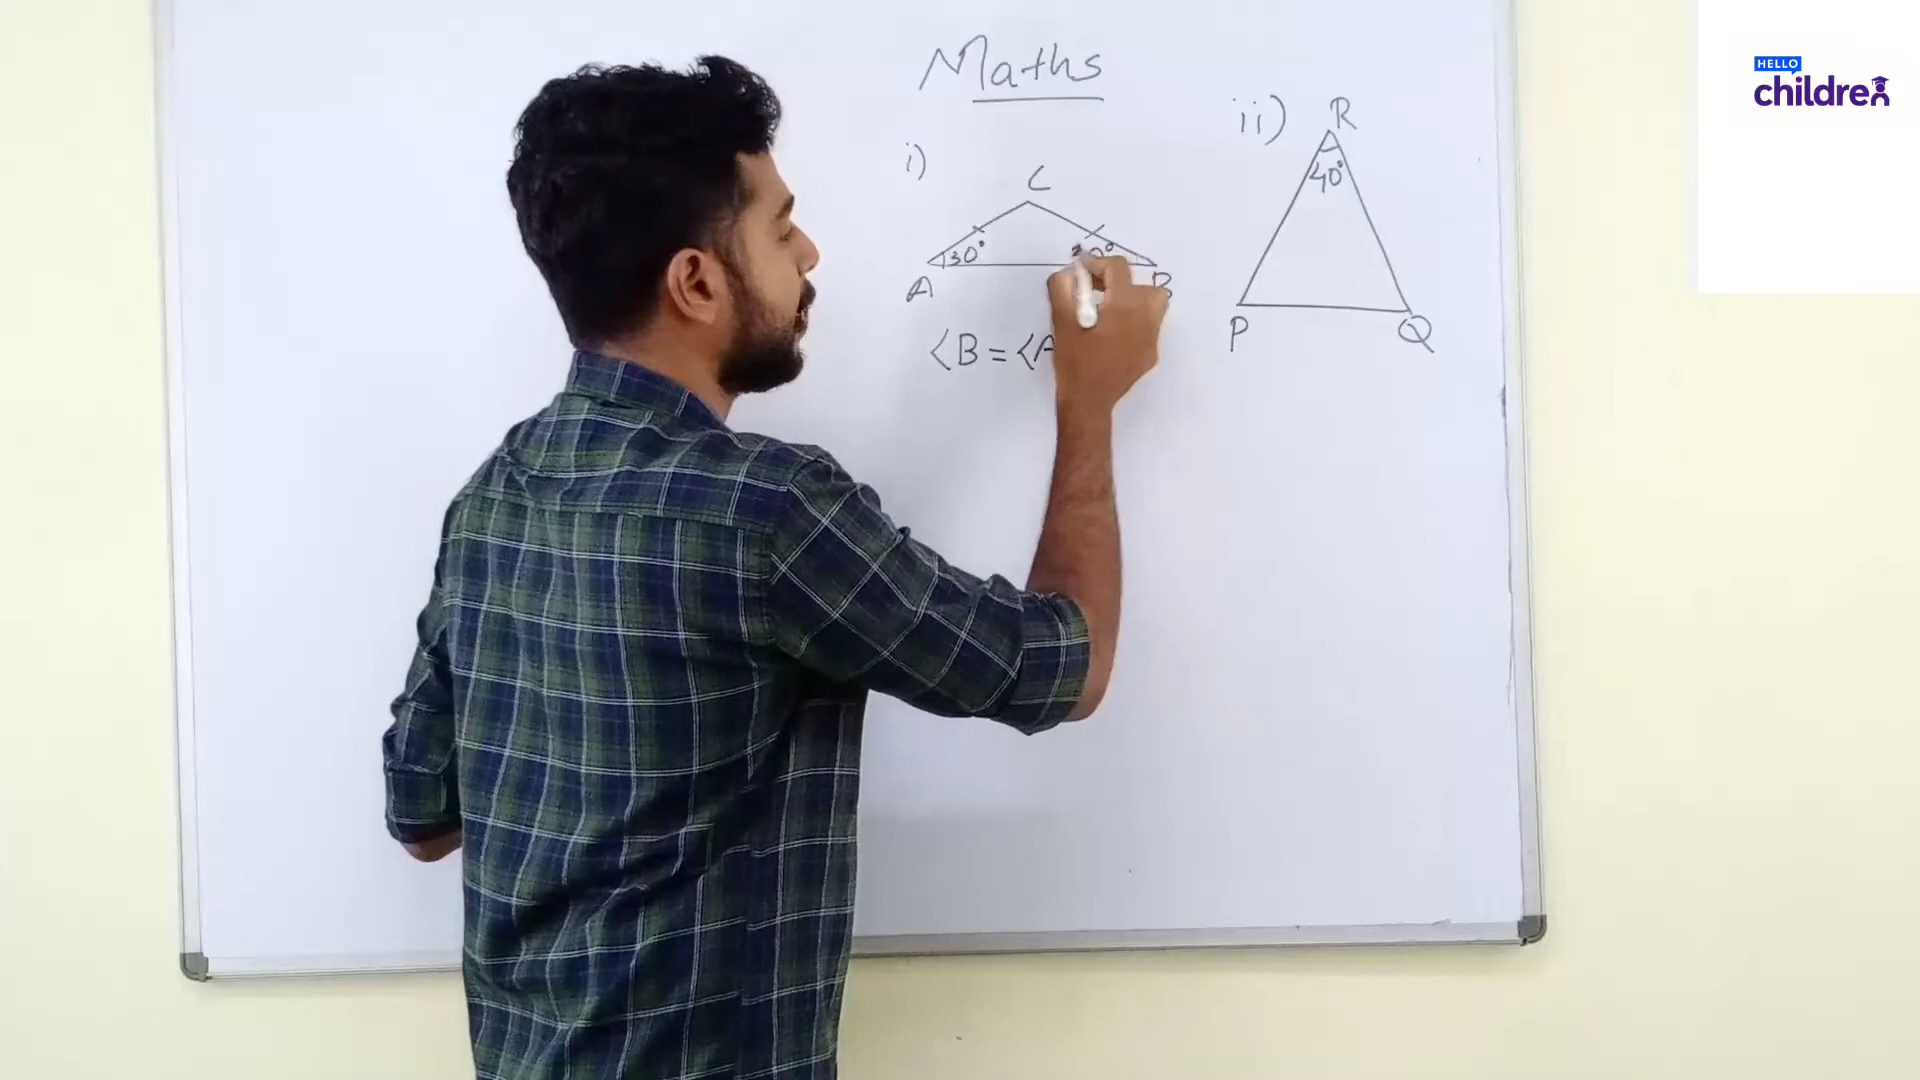 HELLO
children
Maths
i)
C
30°
A
B
<B = <A
ii)
R
40°
P
Q